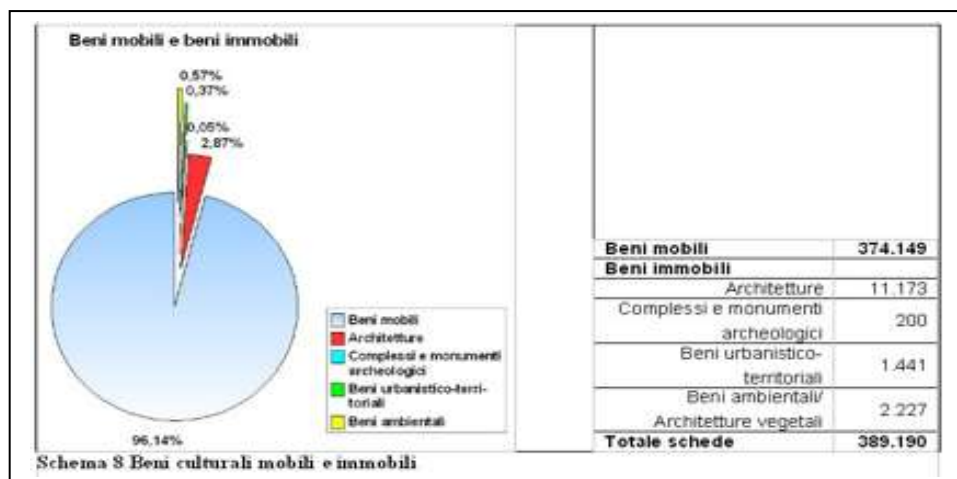 Beni mobili e beni immobili
0,57%
0,37%
0,05%
2,87%
96,14%
Beni mobili
Architetture
Complessi e monumenti
archeologici
Beni urbanistico-terri-
toriali
Beni ambientali
Beni mobili 374.149
Beni immobili
Architetture 11.173
Complessi e monumenti
archeologici 200
Beni urbanistico-
territoriali 1.441
Beni ambientali/
Architetture vegetali 2.227
Totale schede 389.190
Schema 8 Beni culturali mobili e immobili